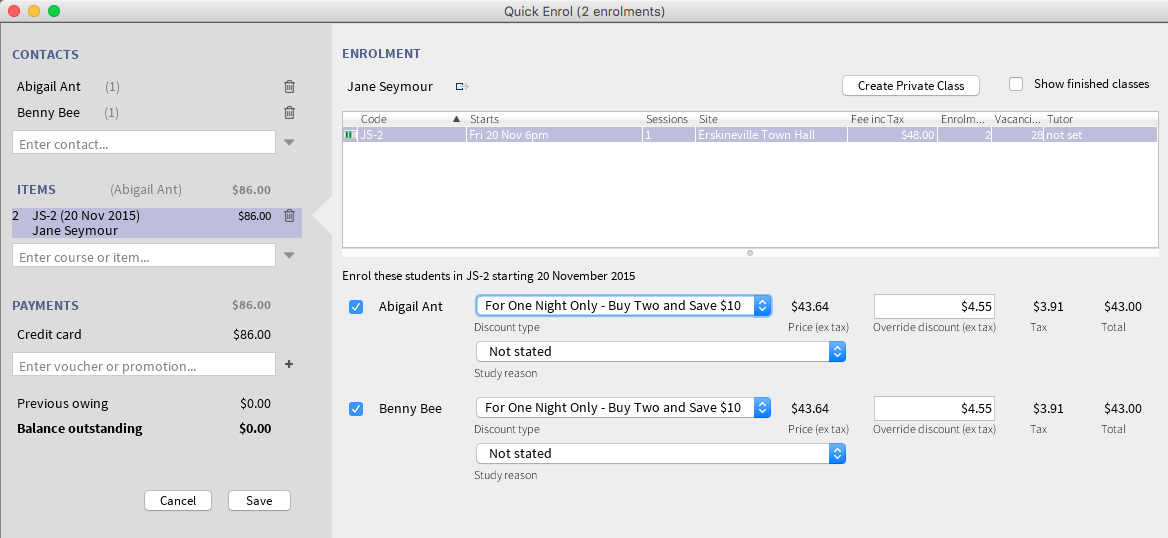 Quick Enrol (2 enrolments)
CONTACTS
Abigail Ant (1)
Benny Bee (1)
Enter contact...
ITEMS (Abigail Ant) $86.00
2 JS-2 (20 Nov 2015) $86.00
Jane Seymour
Enter course or item...
PAYMENTS $86.00
Credit card $86.00
Enter voucher or promotion...
Previous owing $0.00
Balance outstanding $0.00
Cancel Save
ENROLMENT
Jane Seymour Create Private Class Show finished classes
Code Starts Sessions Site Fee inc Tax Enrolm... Vacanci... Tutor
JS-2 Fri 20 Nov 6pm 1 Erskineville Town Hall $48.00 2 28 not set
Enrol these students in JS-2 starting 20 November 2015
Abigail Ant For One Night Only - Buy Two and Save $10 $43.64 $4.55 $3.91 $43.00
Discount type Price (ex tax) Override discount (ex tax) Tax Total
Not stated
Study reason
Benny Bee For One Night Only - Buy Two and Save $10 $43.64 $4.55 $3.91 $43.00
Discount type Price (ex tax) Override discount (ex tax) Tax Total
Not stated
Study reason